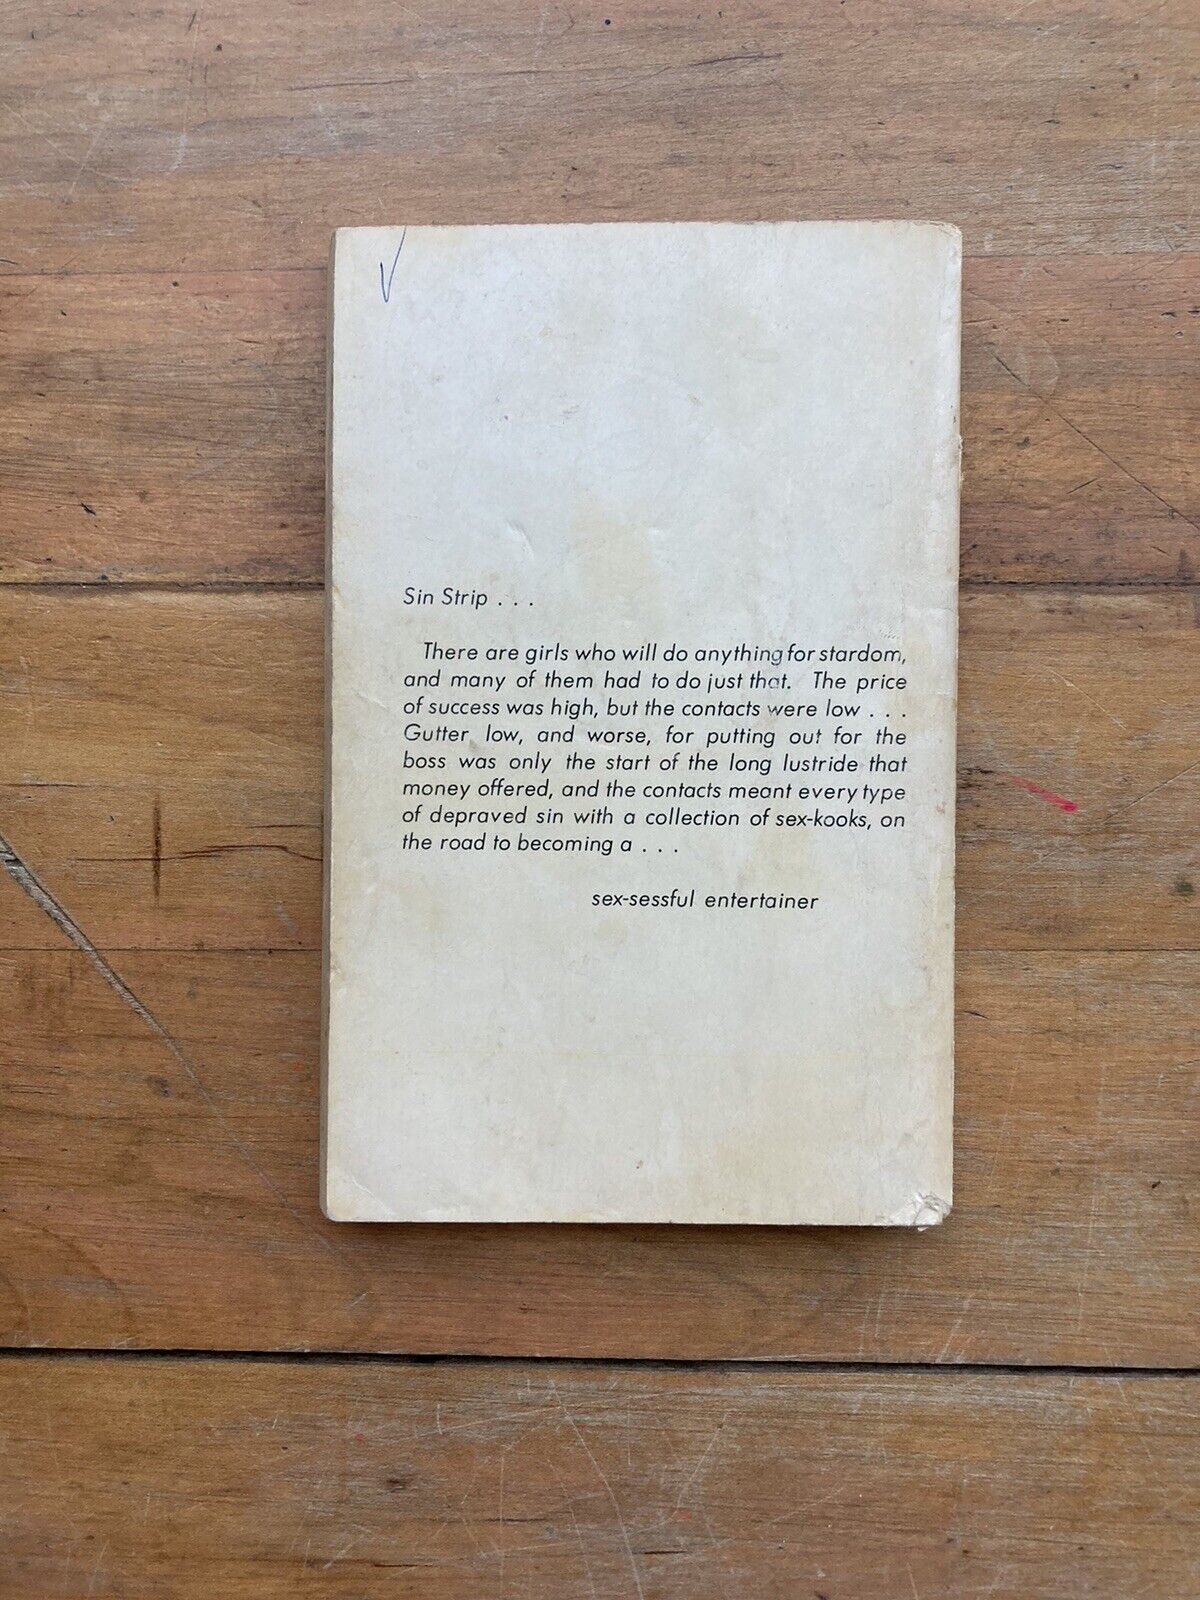 Sin Strip . . .
There are girls who will do anything for stardom,
and many of them had to do just that. The price
of success was high, but the contacts were low . . .
Gutter low, and worse, for putting out for the
boss was only the start of the long lustride that
money offered, and the contacts meant every type
of depraved sin with a collection of sex-kooks, on
the road to becoming a . . .
sex-sessful entertainer